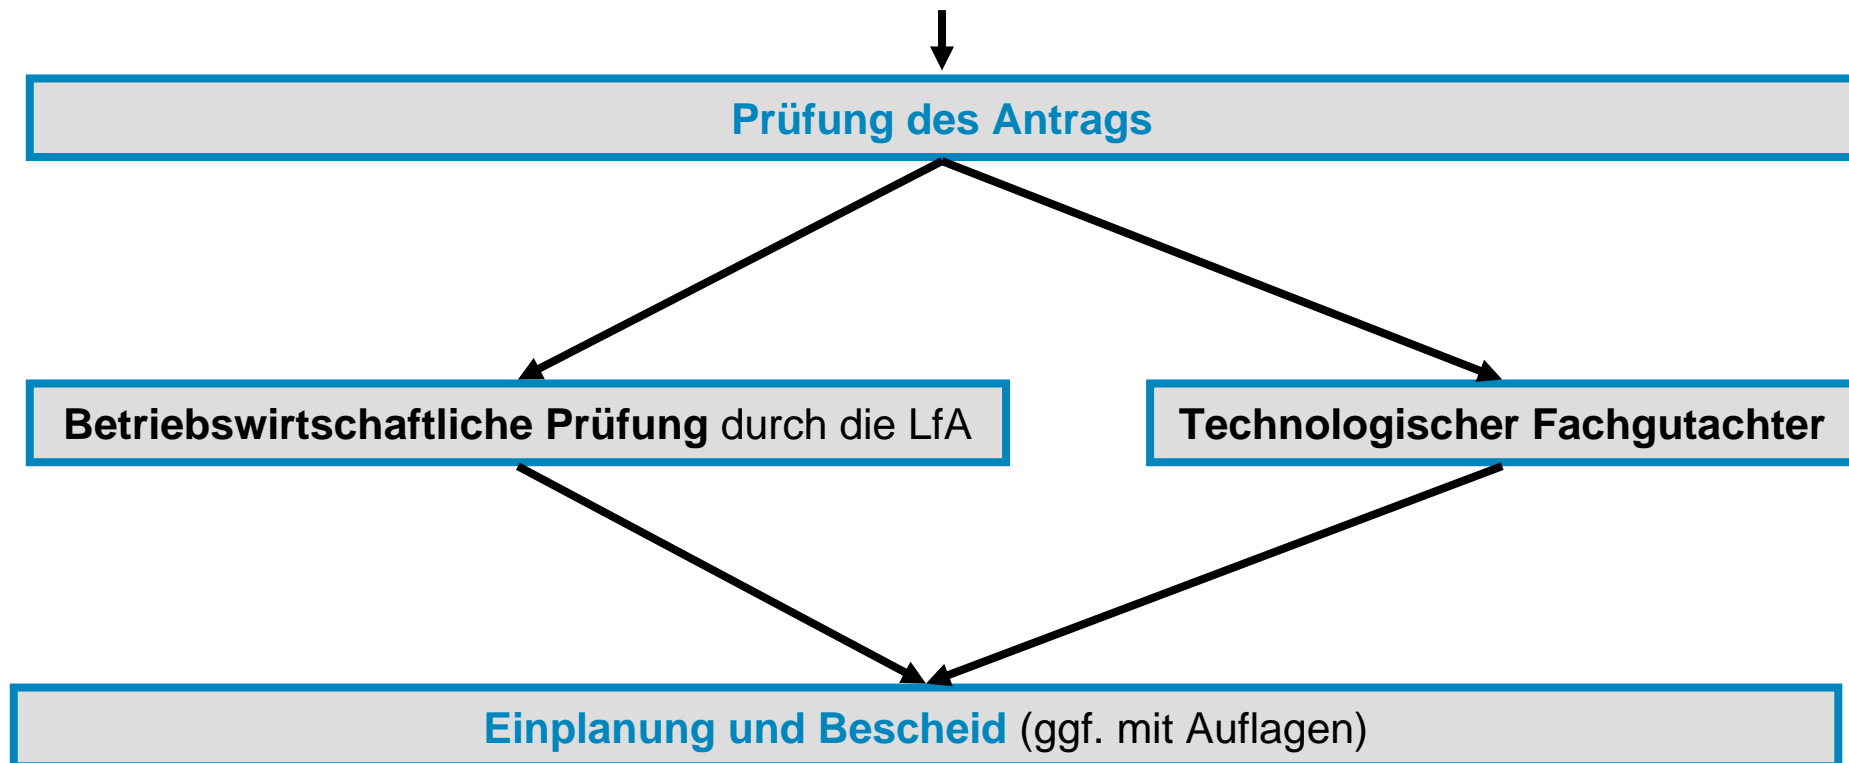 Prüfung des Antrags
Betriebswirtschaftliche Prüfung durch die LfA
Technologischer Fachgutachter
Einplanung und Bescheid (ggf. mit Auflagen)